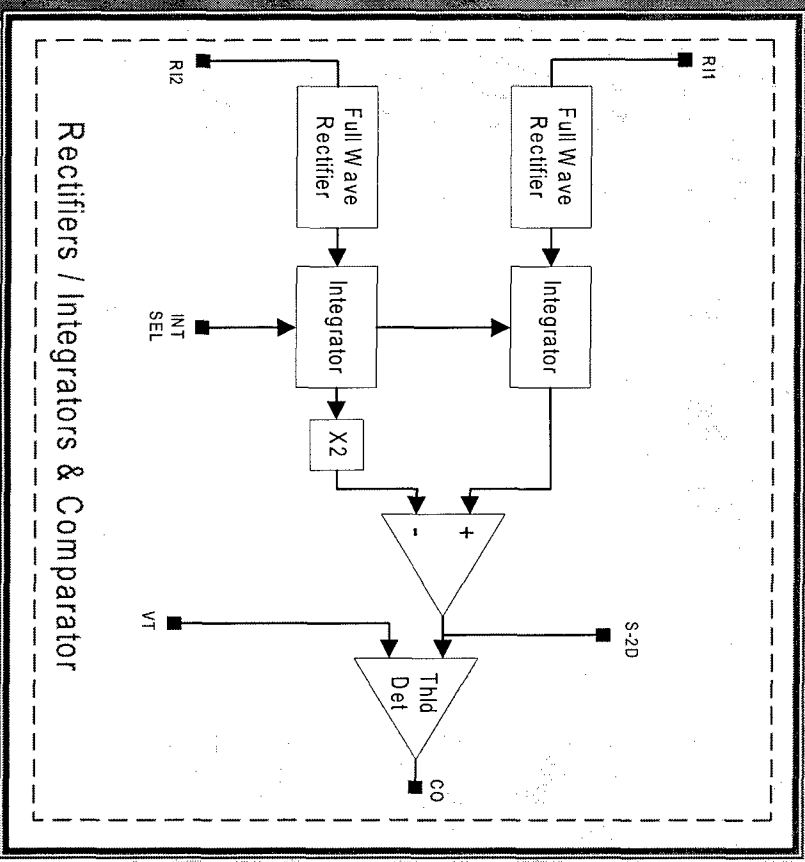 RI1
Full Wave
Rectifier
Integrator
RI2
Full Wave
Rectifier
Integrator
INT
SEL
X2
+
-
S-2D
VT
Thld
Det
CO
Rectifiers / Integrators & Comparator